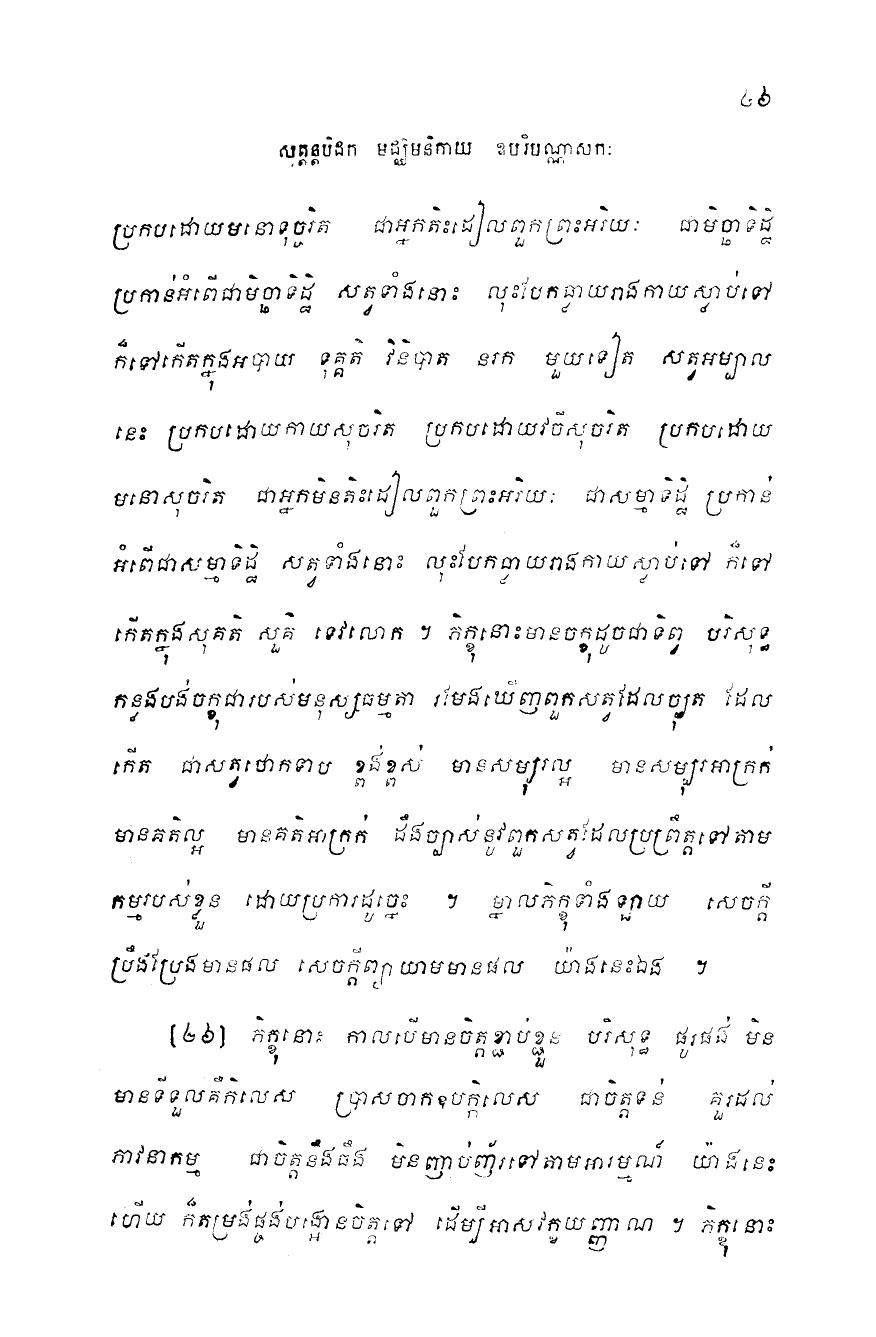 ៤៦
សុត្តន្តបិដក មជ្ឈិមនិកាយ ឧបរិបណ្ណាសកៈ
ប្រកបដោយមនោទុច្ចរិត ជាអ្នកតិះដៀលពួកព្រះអរិយៈ ជាមិច្ឆាទិដ្ឋិ
ប្រកាន់អំពើជាមិច្ឆាទិដ្ឋិ សត្វទាំងនោះ លុះបែកធ្លាយរាងកាយស្លាប់ទៅ
ក៏ទៅកើតក្នុងអបាយ ទុគ្គតិ វិនិបាត នរក មួយទៀត សត្វអម្បាល
នេះ ប្រកបដោយកាយសុចរិត ប្រកបដោយវចីសុចរិត ប្រកបដោយ
មនោសុចរិត ជាអ្នកមិនតិះដៀលពួកព្រះអរិយៈ ជាសម្មាទិដ្ឋិ ប្រកាន់
អំពើជាសម្មាទិដ្ឋិ សត្វទាំងនោះ លុះបែកធ្លាយរាងកាយស្លាប់ទៅ ក៏ទៅ
កើតក្នុងសុគតិ សួគ៌ ទេវលោក ។ ភិក្ខុនោះមានចក្ខុដូចជាទិព្វ បរិសុទ្ធ
កន្លងបង់ចក្ខុជារបស់មនុស្សធម្មតា រមែងឃើញពួកសត្វដែលច្យុត ដែល
កើត ជាសត្វថោកទាប ខ្ពង់ខ្ពស់ មានសម្បុរល្អ មានសម្បុរអាក្រក់
មានគតិល្អ មានគតិអាក្រក់ ដឹងច្បាស់នូវពួកសត្វដែលប្រព្រឹត្តទៅតាម
កម្មរបស់ខ្លួន ដោយប្រការដូច្នេះ ។ ម្នាលភិក្ខុទាំងឡាយ សេចក្តី
ប្រឹងប្រែងមានផល សេចក្តីព្យាយាមមានផល យ៉ាងនេះឯង ។
[៤៦] ភិក្ខុនោះ កាលបើមានចិត្តខ្ជាប់ខ្ជួន បរិសុទ្ធ ផូរផង់ មិន
មានទីទួលគឺកិលេស ប្រាសចាកឧបក្កិលេស ជាចិត្តទន់ គួរដល់
ភាវនាកម្ម ជាចិត្តនឹងធឹង មិនញាប់ញ័រទៅតាមអារម្មណ៍ យ៉ាងនេះ
ហើយ ក៏តម្រង់ផ្ចង់បង្អោនចិត្តទៅ ដើម្បីអាសវក្ខយញ្ញាណ ។ ភិក្ខុនោះ